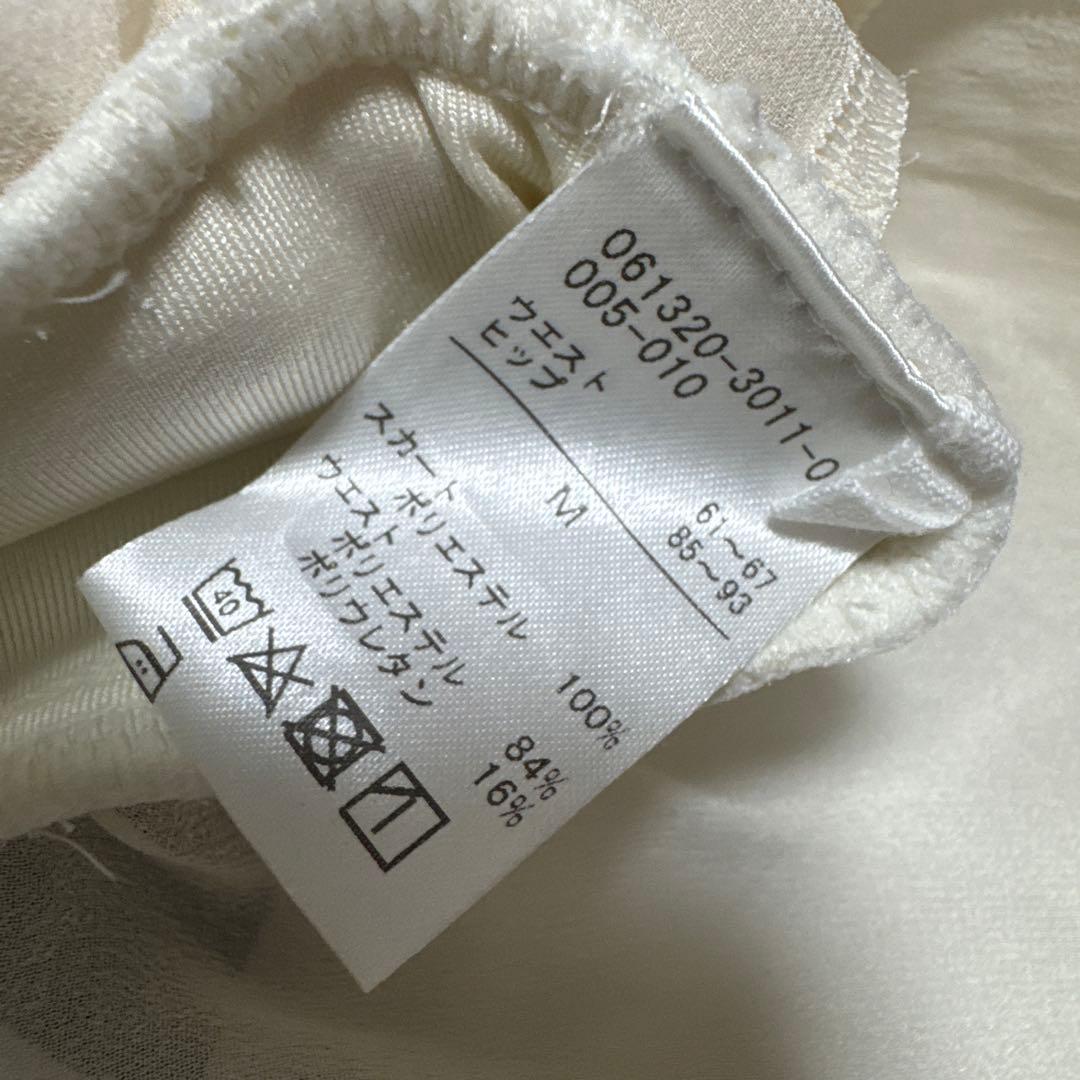 061320-3011-0
005-010
ウエスト 61～67
ヒップ 85～93
M
スカート
ポリエステル 100%
ウエスト
ポリエステル 84%
ポリウレタン 16%
40